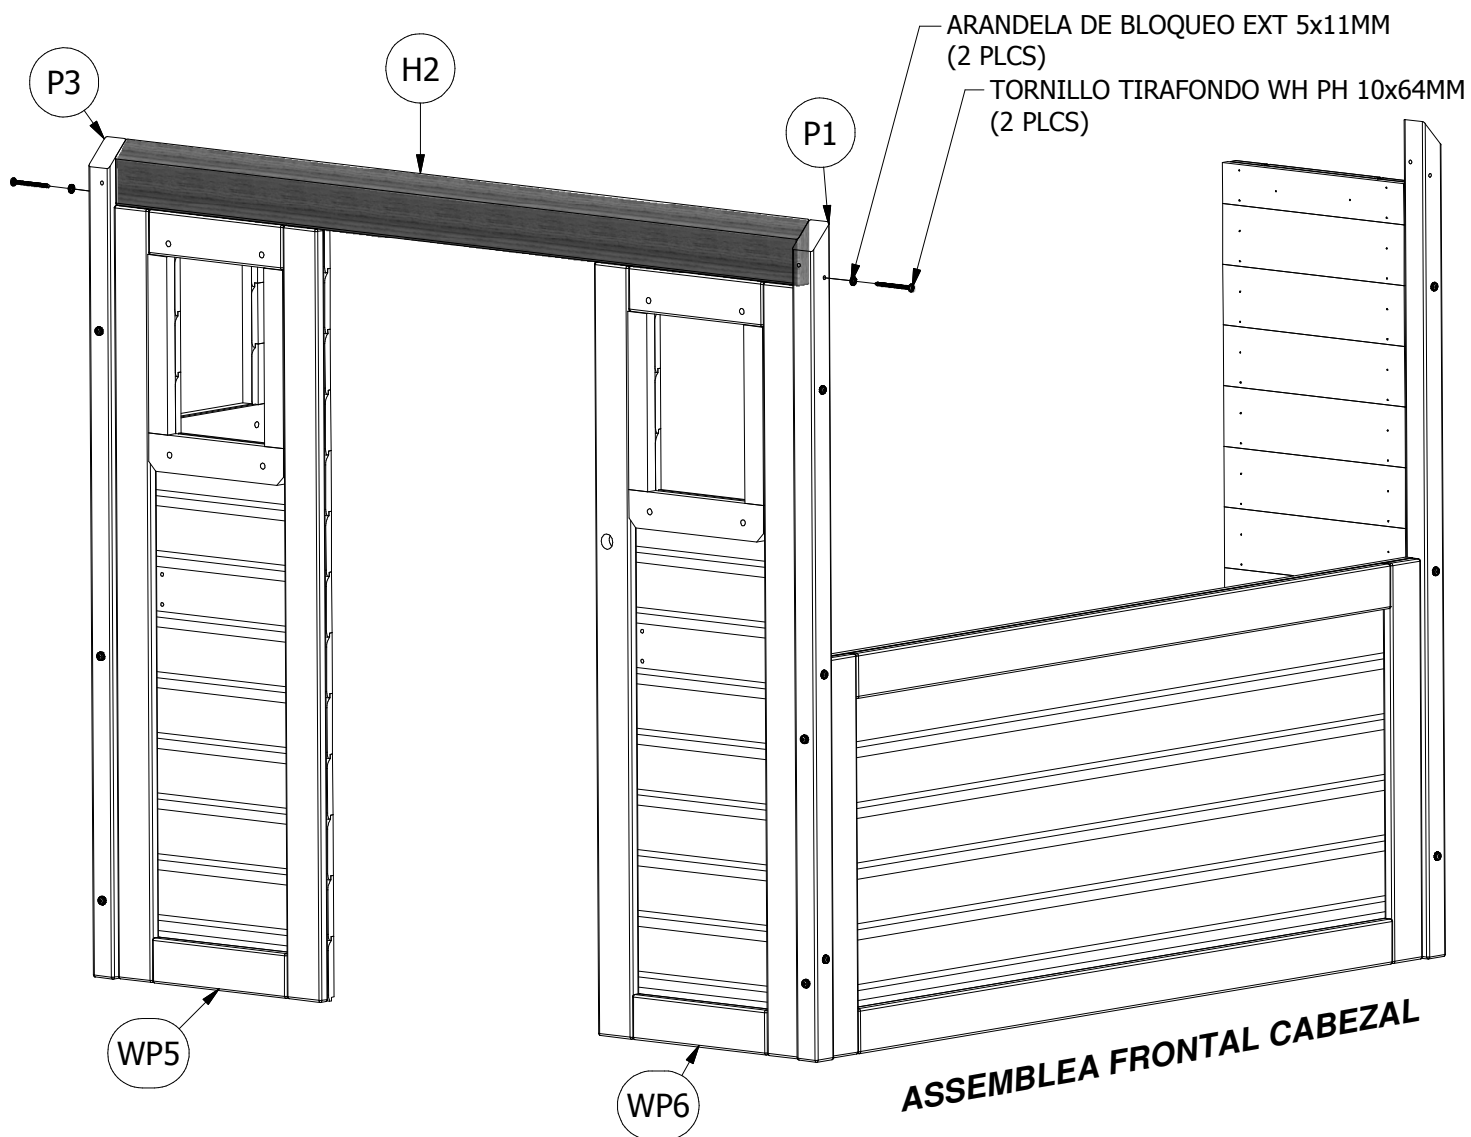 ARANDELA DE BLOQUEO EXT 5x11MM
(2 PLCS)
TORNILLO TIRAFONDO WH PH 10x64MM
(2 PLCS)
P3
H2
P1
WP5
WP6
ASSEMBLEA FRONTAL CABEZAL